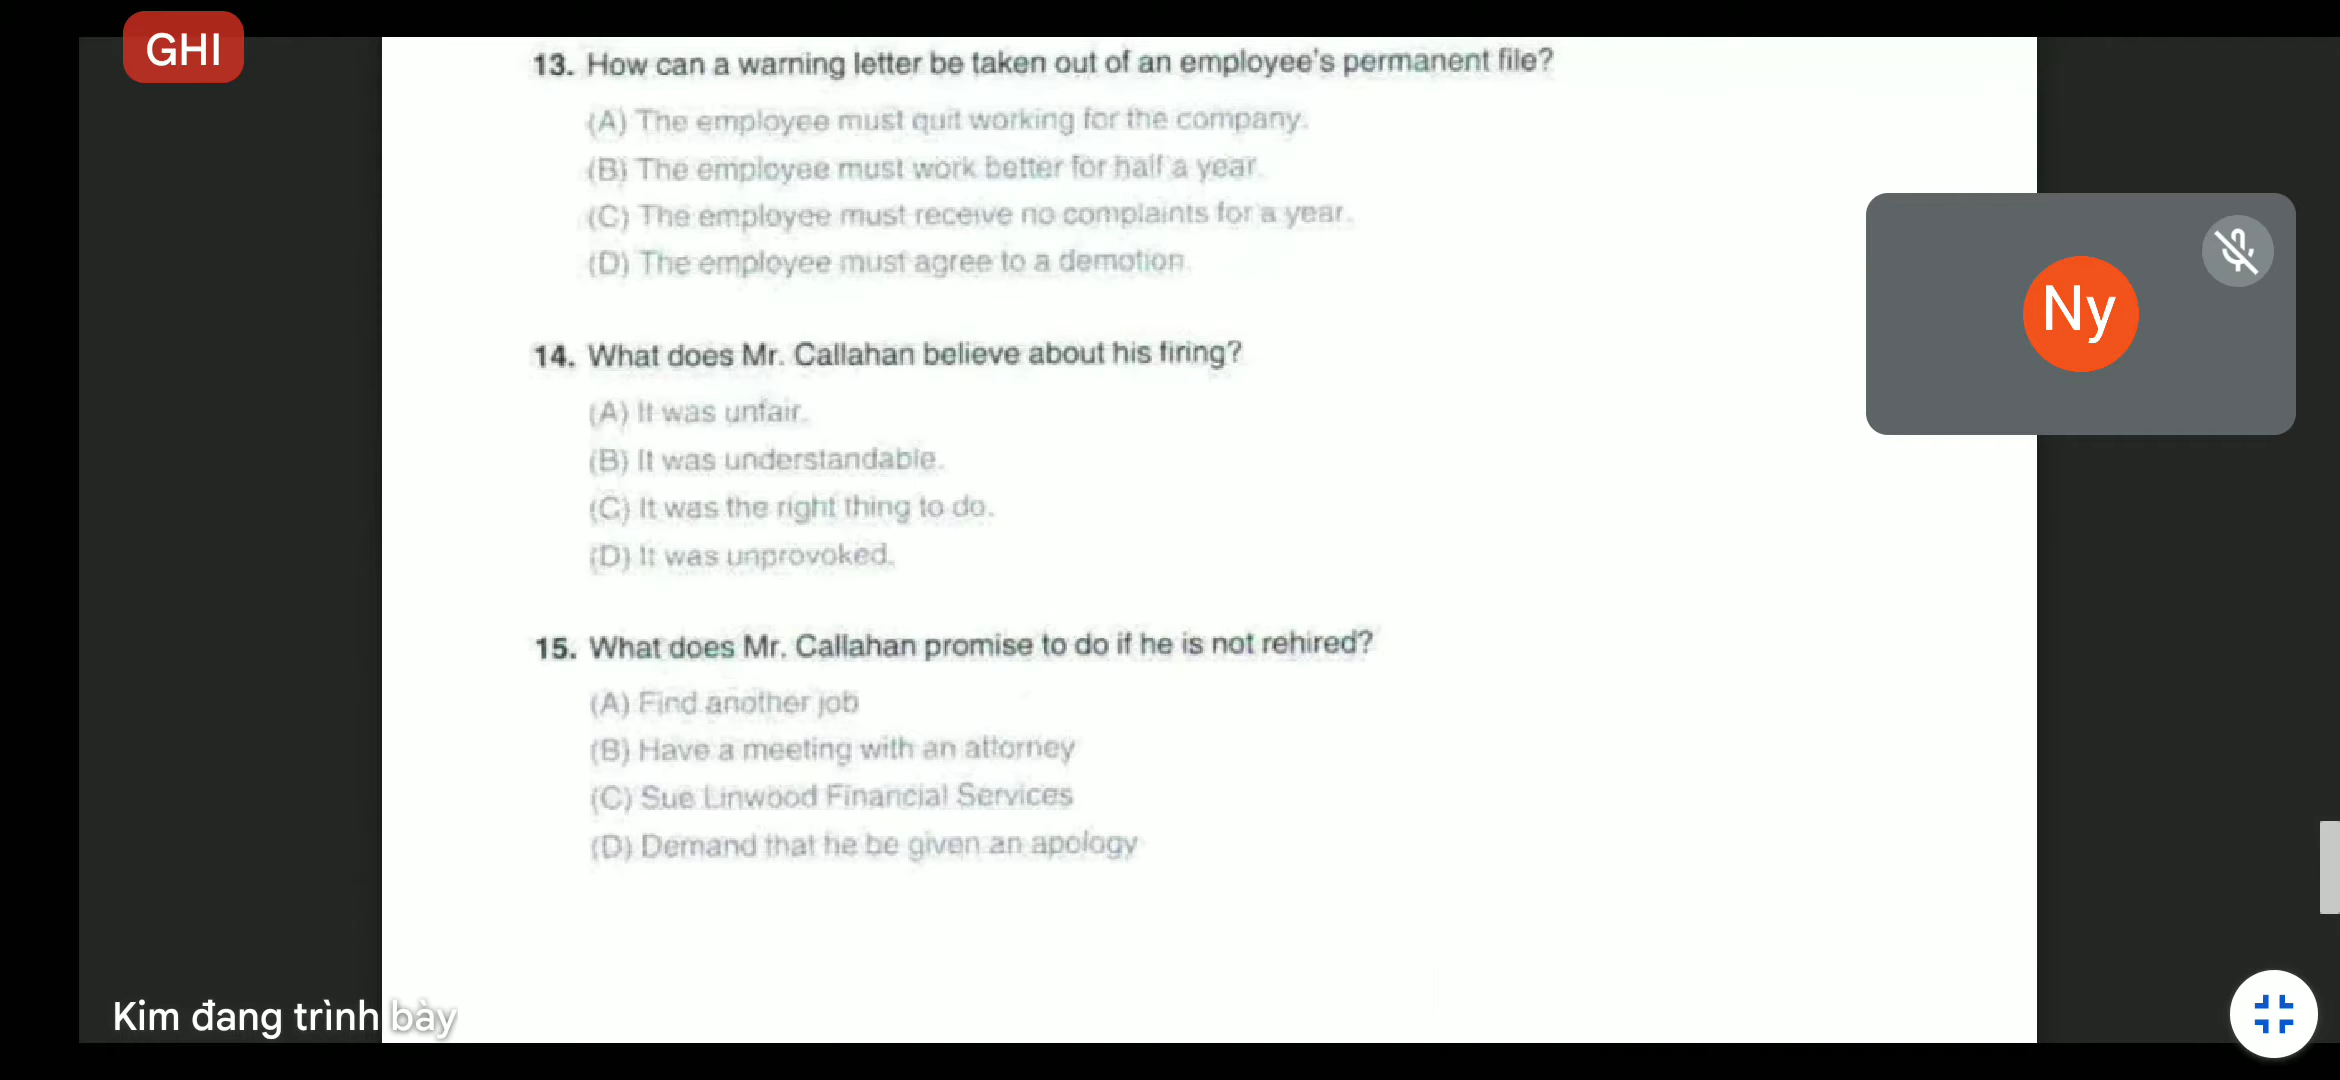 GHI
13. How can a warning letter be taken out of an employee's permanent file?
(A) The employee must quit working for the company.
(B) The employee must work better for half a year.
(C) The employee must receive no complaints for a year.
(D) The employee must agree to a demotion.
Ny
14. What does Mr. Callahan believe about his firing?
(A) It was unfair.
(B) It was understandable.
(C) It was the right thing to do.
(D) It was unprovoked.
15. What does Mr. Callahan promise to do if he is not rehired?
(A) Find another job
(B) Have a meeting with an attorney
(C) Sue Linwood Financial Services
(D) Demand that he be given an apology
Kim đang trình bày